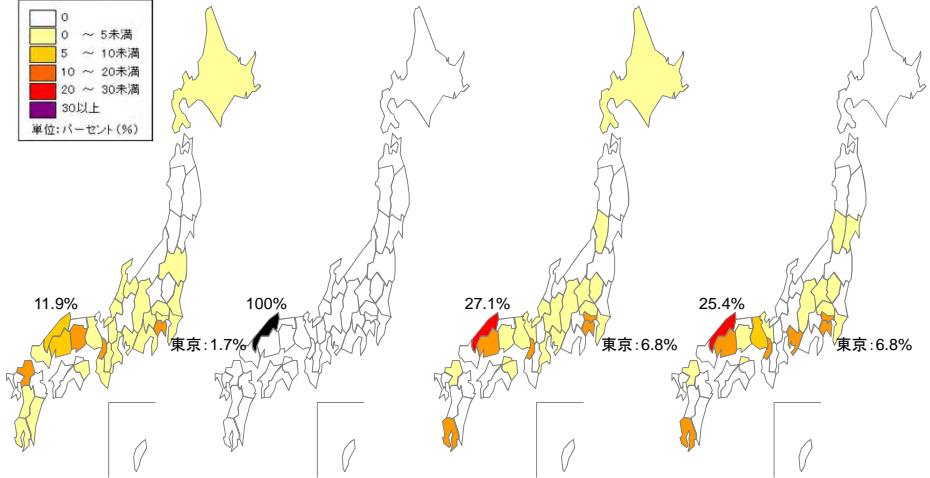 0
0 ～ 5未満
5 ～ 10未満
10 ～ 20未満
20 ～ 30未満
30以上
単位：パーセント（％）
11.9%
東京：1.7%
100%
27.1%
東京：6.8%
25.4%
東京：6.8%